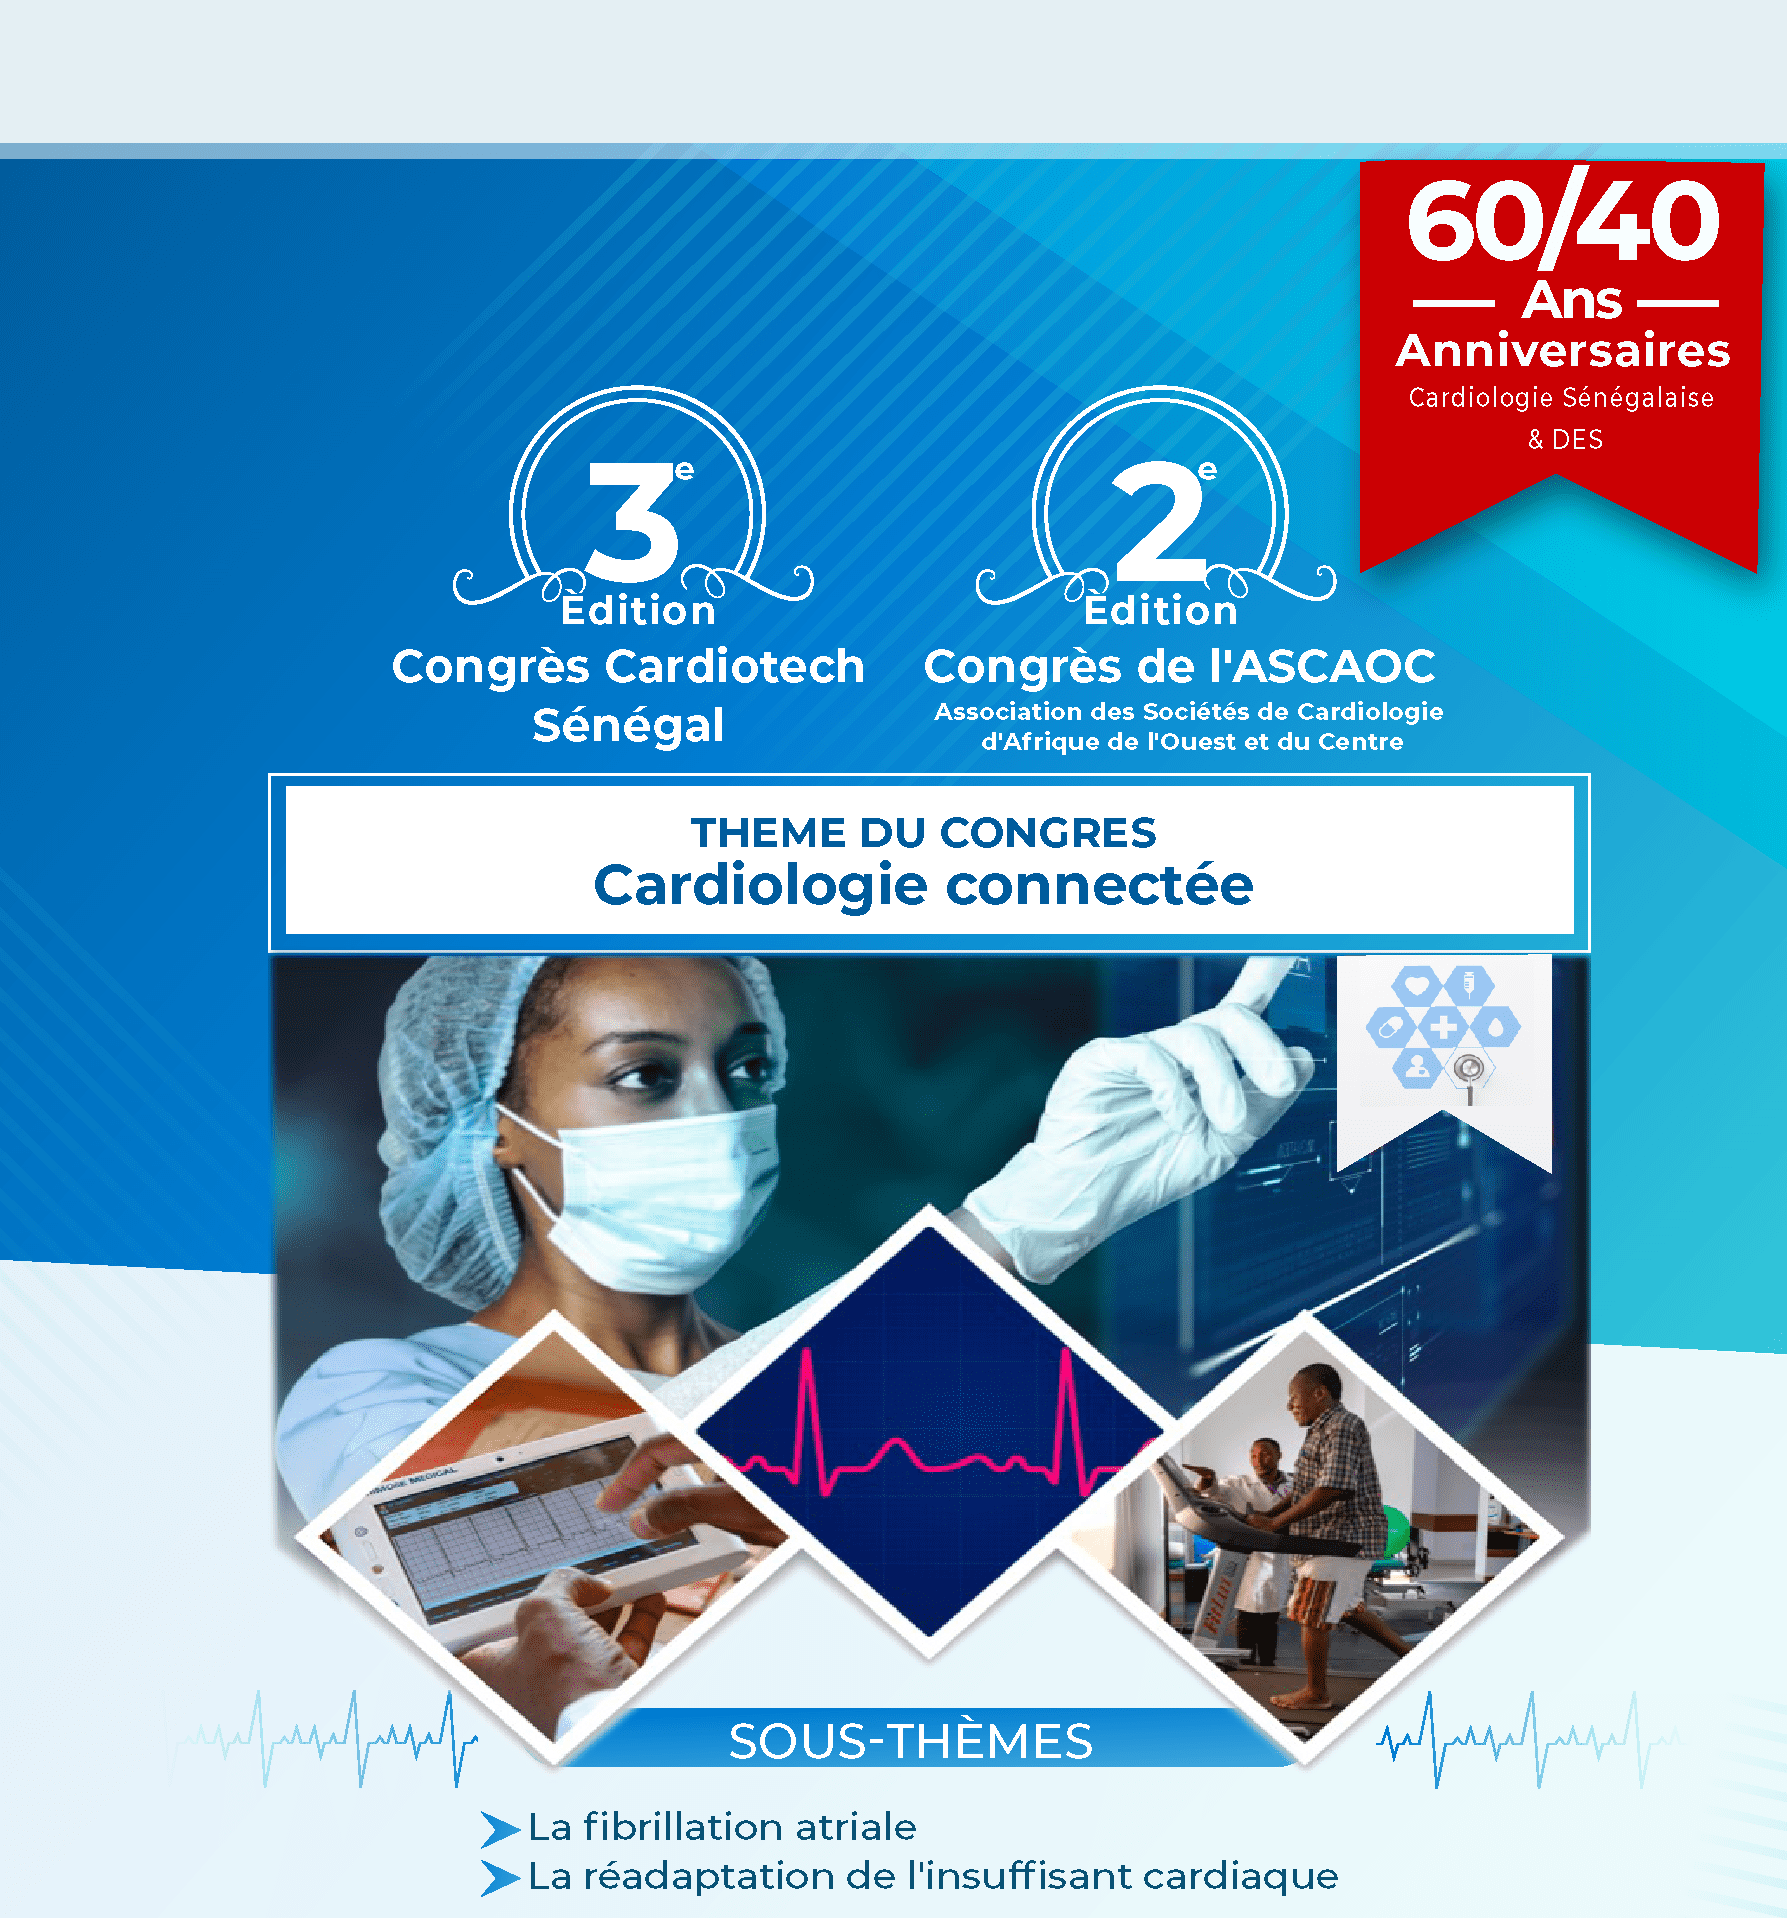 60/40
Ans
Anniversaires
Cardiologie Sénégalaise
& DES
3e
Èdition
Congrès Cardiotech
Sénégal
2e
Èdition
Congrès de l'ASCAOC
Association des Sociétés de Cardiologie
d'Afrique de l'Ouest et du Centre
THEME DU CONGRES
Cardiologie connectée
SOUS-THÈMES
La fibrillation atriale
La réadaptation de l'insuffisant cardiaque